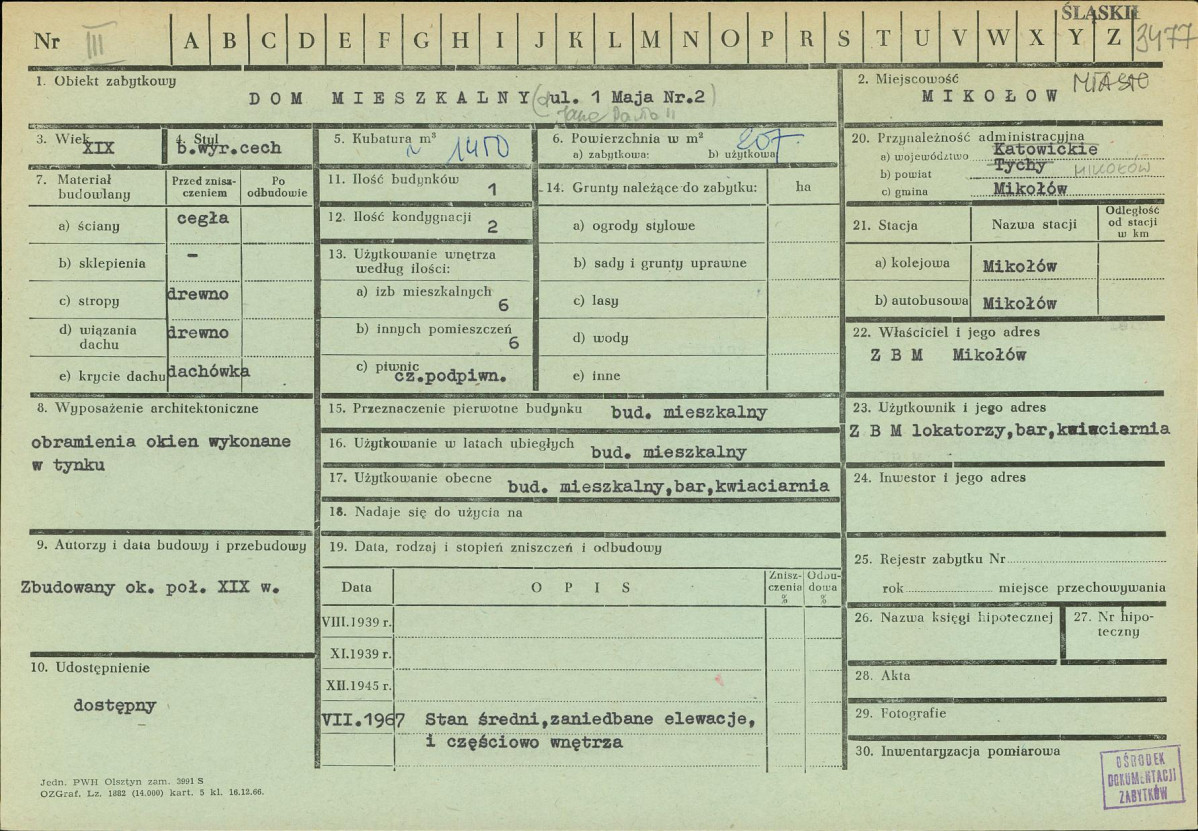 ŚLĄSKIE
Nr III A B C D E F G H I J K L M N O P R S T U V W X Y Z 3477
1. Obiekt zabytkowy
DOM MIESZKALNY (ul. 1 Maja Nr.2)
Jana Pawła II
2. Miejscowość MIASTO
MIKOŁOW
3. Wiek
XIX
4. Styl
b.wyr.cech
5. Kubatura m³
~ 1450
6. Powierzchnia w m²
a) zabytkowa: b) użytkowa 207
7. Materiał budowlany
Przed zniszczeniem
Po odbudowie
a) ściany cegła
b) sklepienia -
c) stropy drewno
d) wiązania dachu drewno
e) krycie dachu dachówka
8. Wyposażenie architektoniczne
obramienia okien wykonane
w tynku
9. Autorzy i data budowy i przebudowy
Zbudowany ok. poł. XIX w.
10. Udostępnienie
dostępny
11. Ilość budynków 1
12. Ilość kondygnacji 2
13. Użytkowanie wnętrza
według ilości:
a) izb mieszkalnych 6
b) innych pomieszczeń 6
c) piwnic cz.podpiwn.
14. Grunty należące do zabytku: ha
a) ogrody stylowe
b) sady i grunty uprawne
c) lasy
d) wody
e) inne
15. Przeznaczenie pierwotne budynku bud. mieszkalny
16. Użytkowanie w latach ubiegłych bud. mieszkalny
17. Użytkowanie obecne bud. mieszkalny,bar,kwiaciarnia
18. Nadaje się do użycia na
19. Data, rodzaj i stopień zniszczeń i odbudowy
Data OPIS Zniszczenia % Odbudowa %
VIII.1939 r.
XI.1939 r.
XII.1945 r.
VII.1967 Stan średni,zaniedbane elewacje,
i częściowo wnętrza
20. Przynależność administracyjna
a) województwo Katowickie
b) powiat Tychy MIKOŁÓW
c) gmina Mikołów
21. Stacja Nazwa stacji Odległość od stacji w km
a) kolejowa Mikołów
b) autobusowa Mikołów
22. Właściciel i jego adres
Z B M Mikołów
23. Użytkownik i jego adres
Z B M lokatorzy,bar,kwiaciarnia
24. Inwestor i jego adres
25. Rejestr zabytku Nr
rok miejsce przechowywania
26. Nazwa księgi hipotecznej
27. Nr hipoteczny
28. Akta
29. Fotografie
30. Inwentaryzacja pomiarowa
OŚRODEK
DOKUMENTACJI
ZABYTKÓW
Jedn. PWH Olsztyn zam. 3991 S
OZGraf. Lz. 1882 (14.000) kart. 5 kl. 16.12.66.